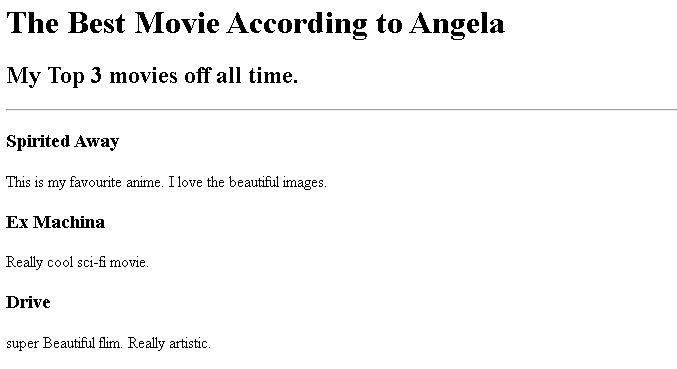 The Best Movie According to Angela
My Top 3 movies off all time.
Spirited Away
This is my favourite anime. I love the beautiful images.
Ex Machina
Really cool sci-fi movie.
Drive
super Beautiful flim. Really artistic.